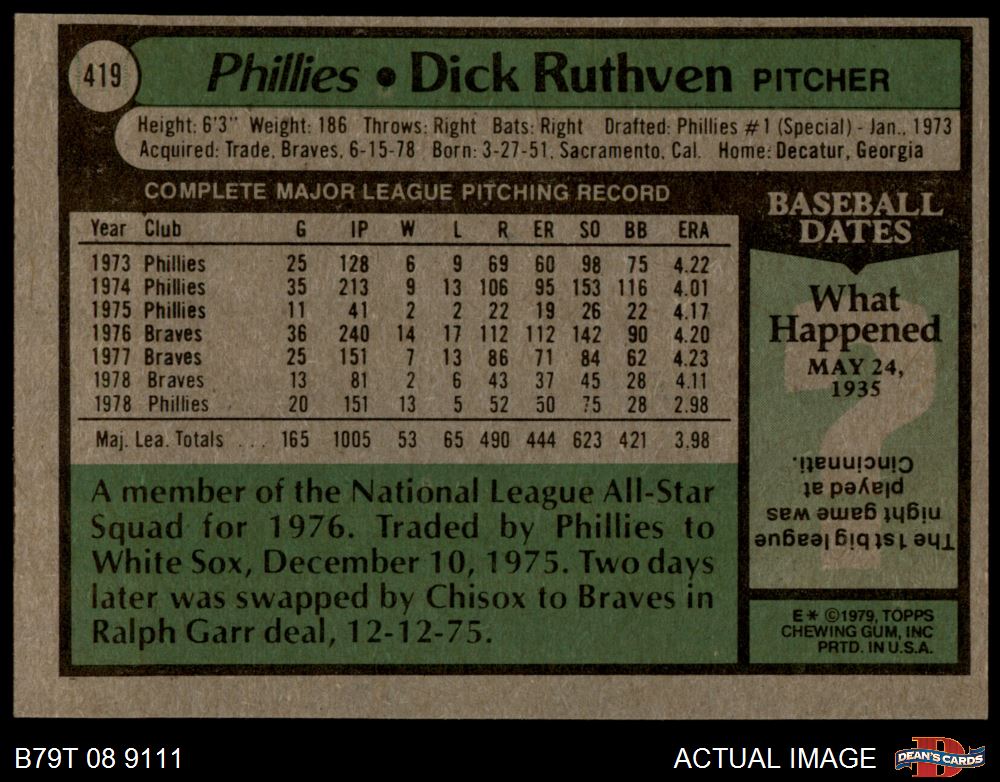 419
Phillies • Dick Ruthven PITCHER
Height: 6'3" Weight: 186 Throws: Right Bats: Right Drafted: Phillies #1 (Special) - Jan., 1973
Acquired: Trade, Braves, 6-15-78 Born: 3-27-51, Sacramento, Cal. Home: Decatur, Georgia
COMPLETE MAJOR LEAGUE PITCHING RECORD
Year Club G IP W L R ER SO BB ERA
1973 Phillies 25 128 6 9 69 60 98 75 4.22
1974 Phillies 35 213 9 13 106 95 153 116 4.01
1975 Phillies 11 41 2 2 22 19 26 22 4.17
1976 Braves 36 240 14 17 112 112 142 90 4.20
1977 Braves 25 151 7 13 86 71 84 62 4.23
1978 Braves 13 81 2 6 43 37 45 28 4.11
1978 Phillies 20 151 13 5 52 50 75 28 2.98
Maj. Lea. Totals ... 165 1005 53 65 490 444 623 421 3.98
A member of the National League All-Star
Squad for 1976. Traded by Phillies to
White Sox, December 10, 1975. Two days
later was swapped by Chisox to Braves in
Ralph Garr deal, 12-12-75.
BASEBALL
DATES
What
Happened
MAY 24,
1935
The 1st big league
night game was
played at
Cincinnati.
E* ©1979, TOPPS
CHEWING GUM, INC
PRTD. IN U.S.A.
B79T 08 9111
ACTUAL IMAGE
DEAN'S CARDS